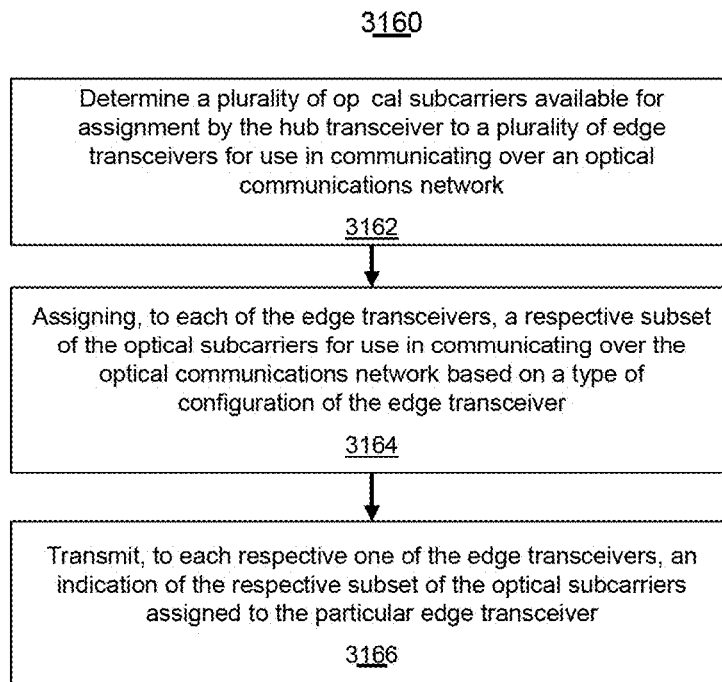 3160
Determine a plurality of op cal subcarriers available for
assignment by the hub transceiver to a plurality of edge
transceivers for use in communicating over an optical
communications network
3162
Assigning, to each of the edge transceivers, a respective subset
of the optical subcarriers for use in communicating over the
optical communications network based on a type of
configuration of the edge transceiver
3164
Transmit, to each respective one of the edge transceivers, an
indication of the respective subset of the optical subcarriers
assigned to the particular edge transceiver
3166